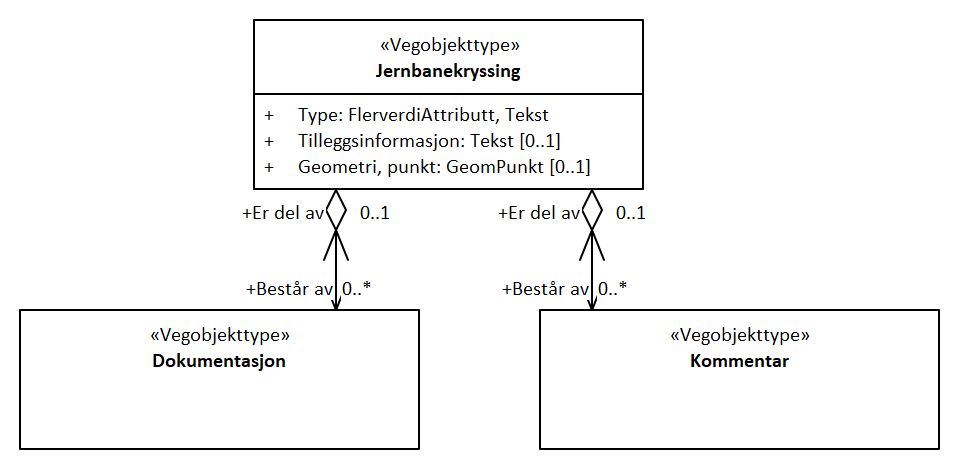 «Vegobjekttype»
Jernbanekryssing
+ Type: FlerverdiAttributt, Tekst
+ Tilleggsinformasjon: Tekst [0..1]
+ Geometri, punkt: GeomPunkt [0..1]
+Er del av 0..1
+Er del av 0..1
+Består av 0..*
+Består av 0..*
«Vegobjekttype»
Dokumentasjon
«Vegobjekttype»
Kommentar